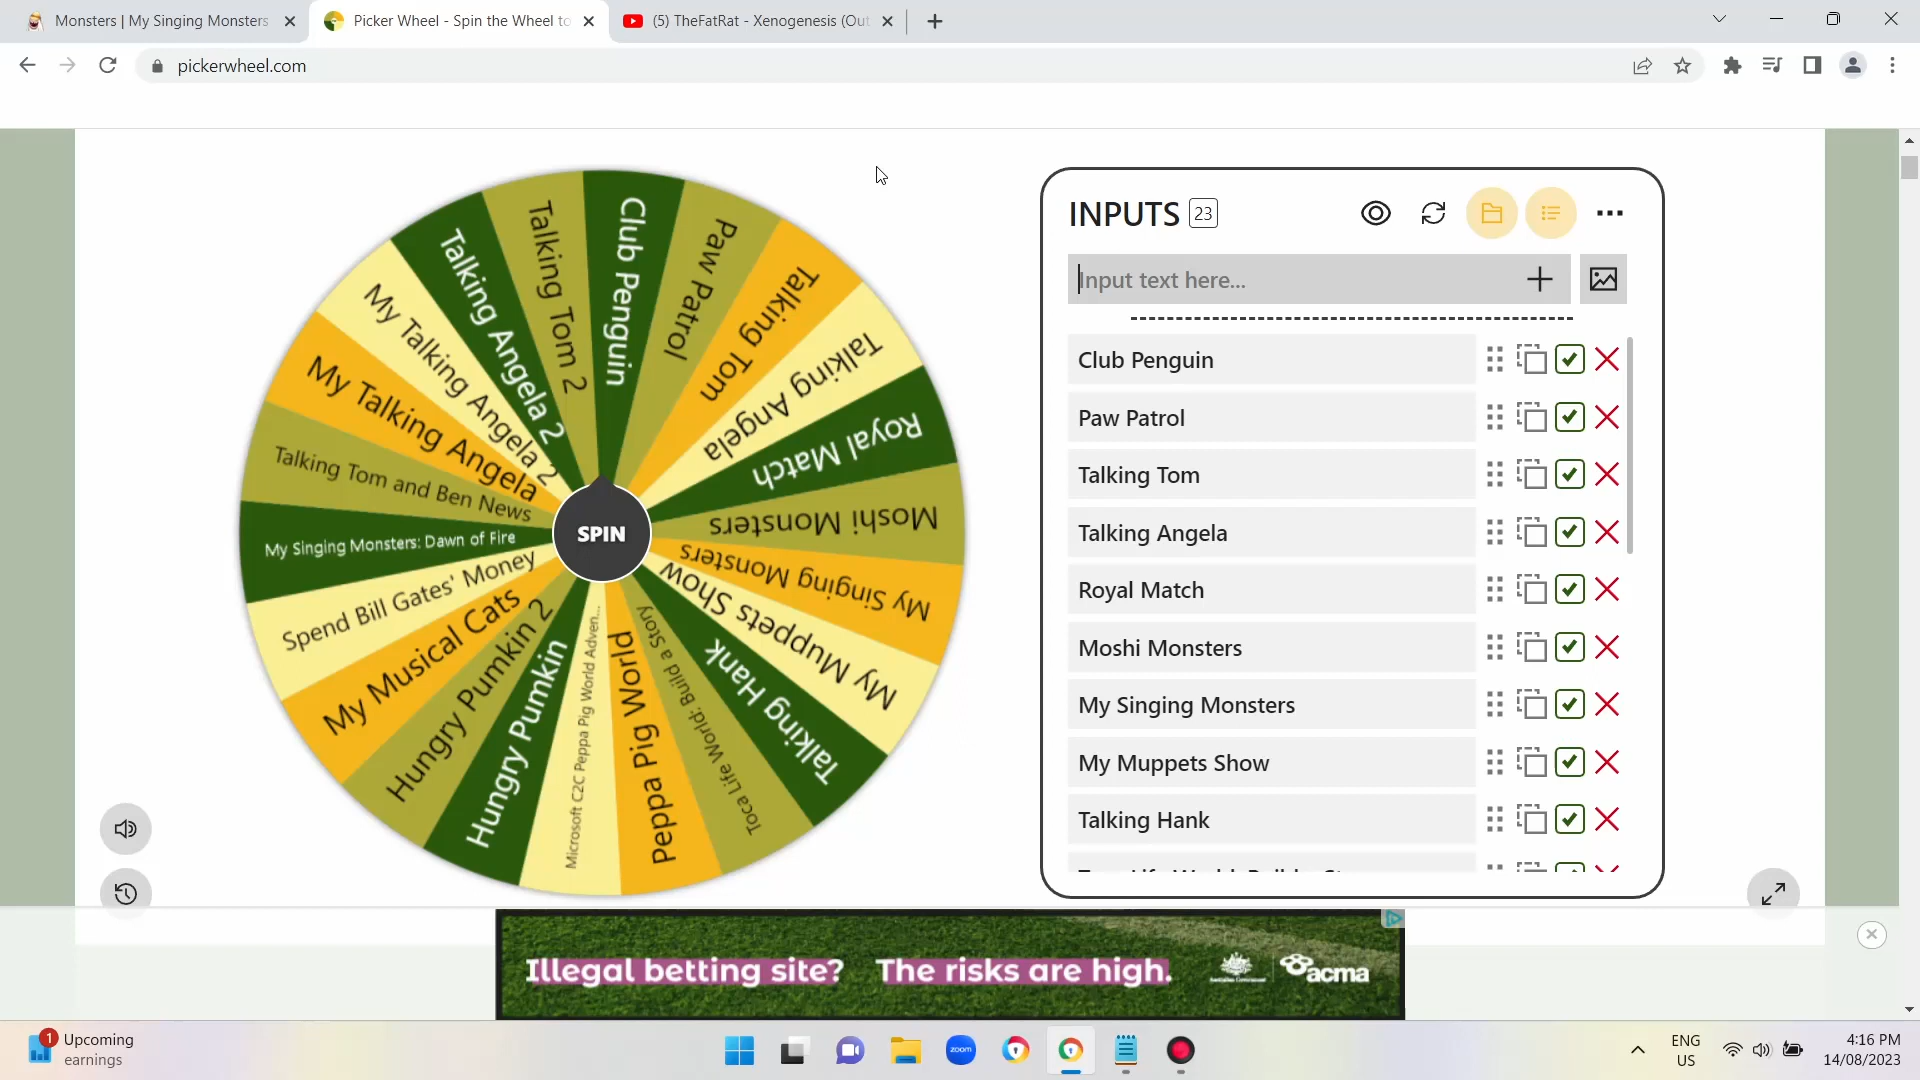 Monsters | My Singing Monsters
Picker Wheel - Spin the Wheel to
(5) TheFatRat - Xenogenesis (Out
pickerwheel.com
Club Penguin
Paw Patrol
Talking Tom
Talking Angela
Royal Match
Moshi Monsters
My Singing Monsters
My Muppets Show
Talking Hank
Toca Life World: Build a Story
Peppa Pig World
Microsoft C2C Peppa Pig World Adven...
Hungry Pumkin
Hungry Pumkin 2
My Musical Cats
Spend Bill Gates' Money
My Singing Monsters: Dawn of Fire
Talking Tom and Ben News
My Talking Angela
My Talking Angela 2
Talking Angela 2
Talking Tom 2
SPIN
INPUTS 23
Input text here...
Club Penguin
Paw Patrol
Talking Tom
Talking Angela
Royal Match
Moshi Monsters
My Singing Monsters
My Muppets Show
Talking Hank
Illegal betting site? The risks are high.
Australian Government
acma
1
Upcoming
earnings
zoom
ENG
US
4:16 PM
14/08/2023